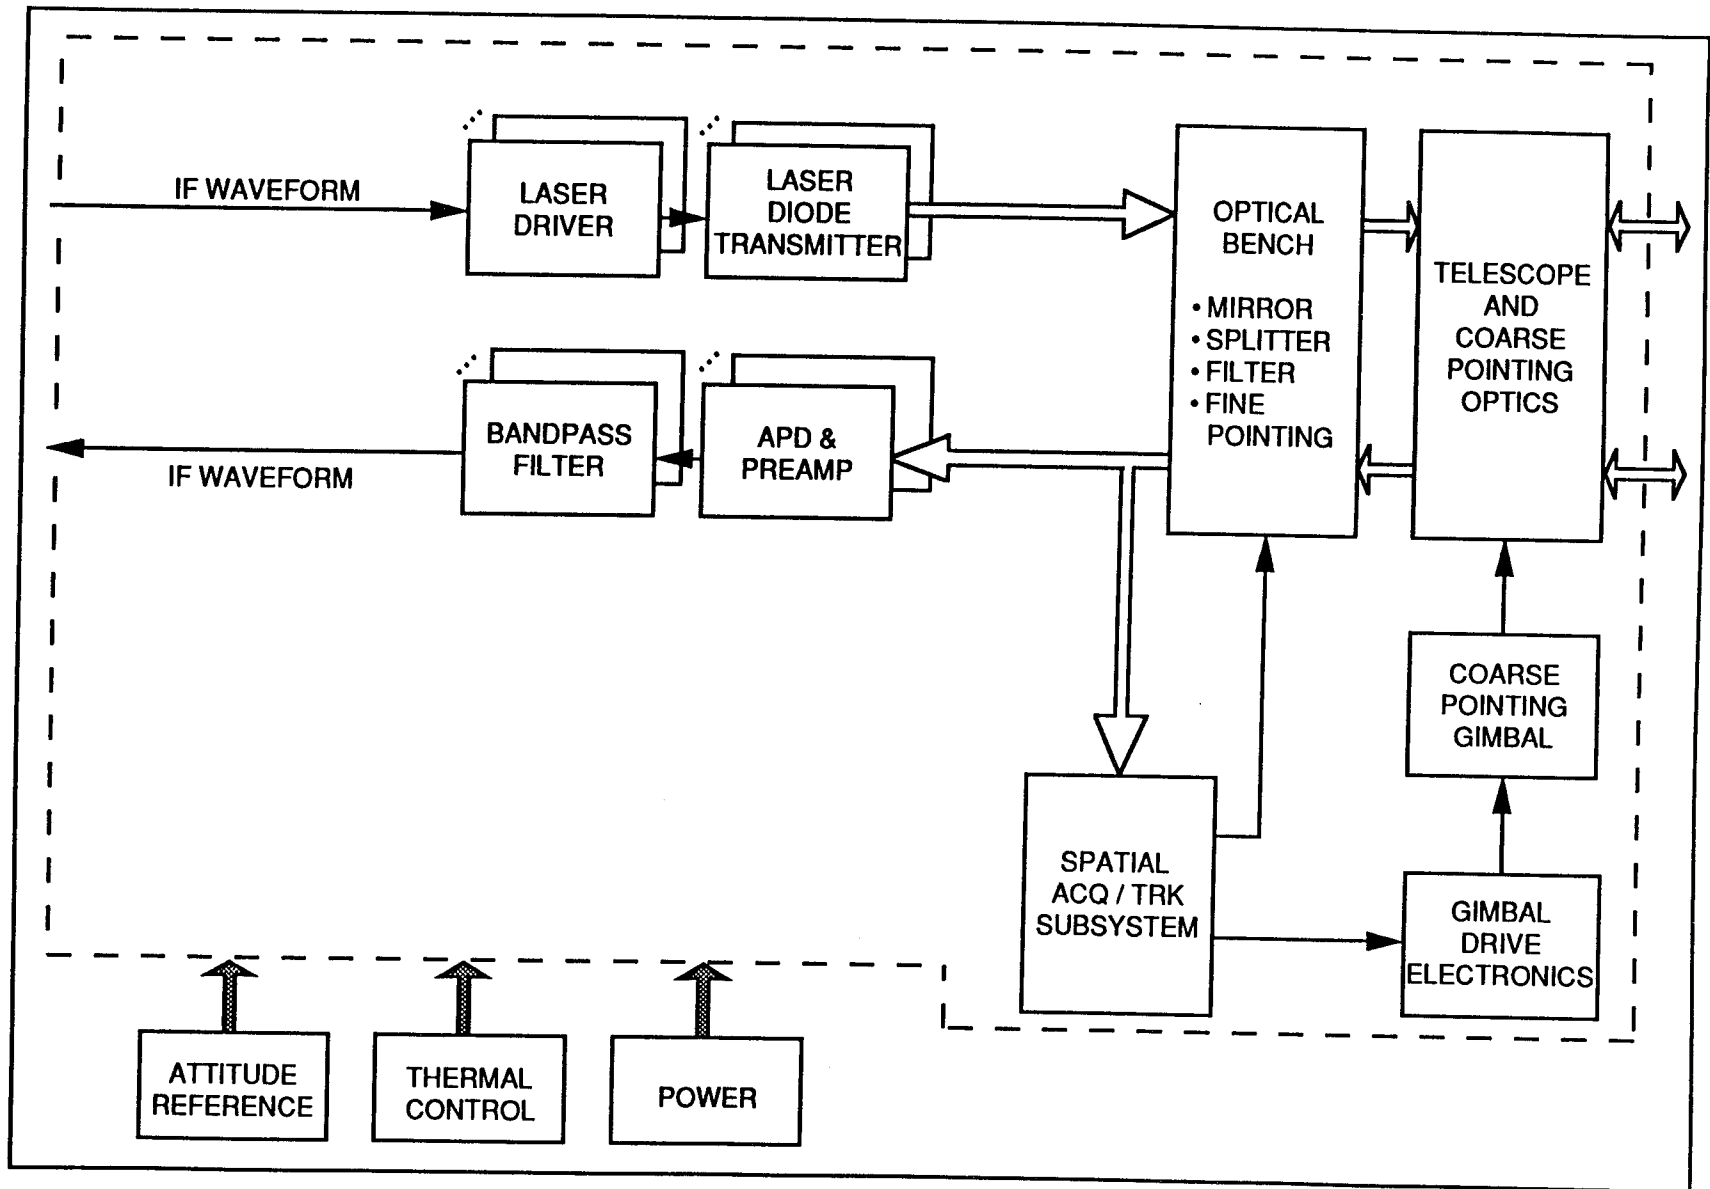 IF WAVEFORM
LASER
DRIVER
LASER
DIODE
TRANSMITTER
OPTICAL
BENCH
• MIRROR
• SPLITTER
• FILTER
• FINE
POINTING
TELESCOPE
AND
COARSE
POINTING
OPTICS
IF WAVEFORM
BANDPASS
FILTER
APD &
PREAMP
COARSE
POINTING
GIMBAL
SPATIAL
ACQ / TRK
SUBSYSTEM
GIMBAL
DRIVE
ELECTRONICS
ATTITUDE
REFERENCE
THERMAL
CONTROL
POWER